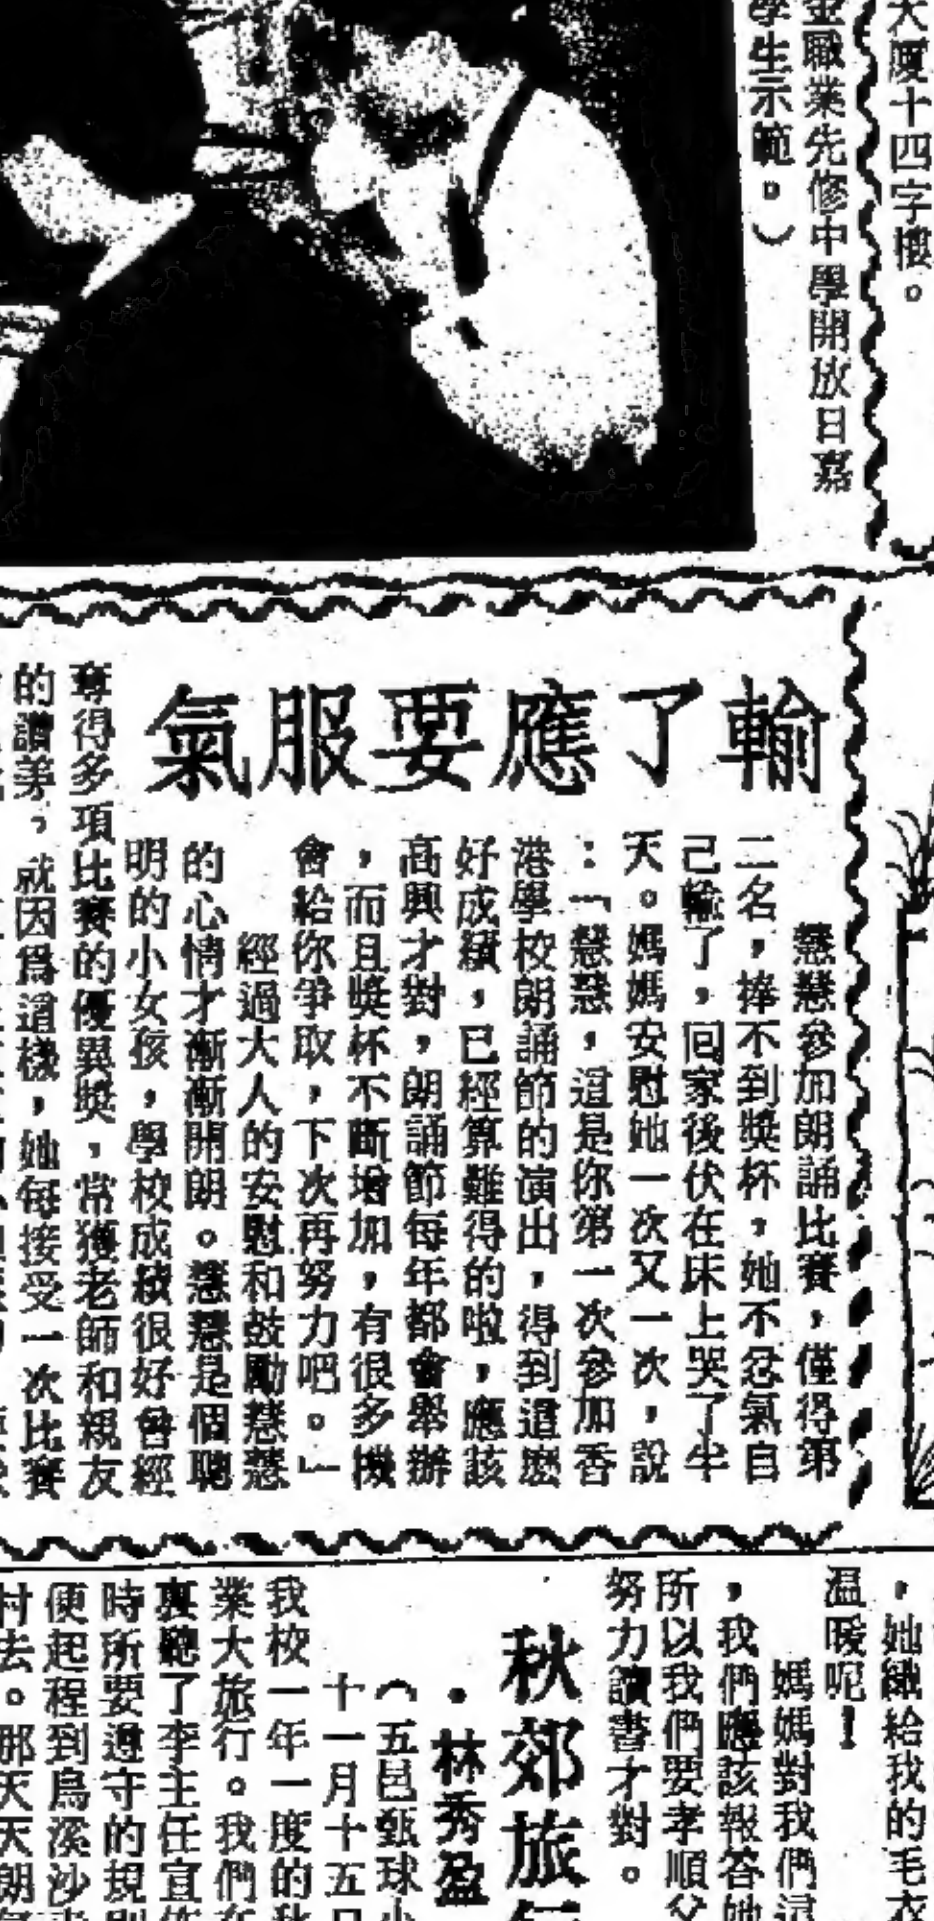 大厦十四字樓。
金職業先修中學開放日嘉
學生示範。）
輸了應要服氣
慧慧參加朗誦比賽，僅得第
二名，捧不到獎杯，她不忿氣自
己輸了，回家後伏在床上哭了半
天。媽媽安慰她一次又一次，說
：「慧慧，這是你第一次參加香
港學校朗誦節的演出，得到這麽
好成績，已經算難得的啦，應該
高興才對，朗誦節每年都會舉辦
，而且獎杯不斷增加，有很多機
會給你爭取，下次再努力吧。」
經過大人的安慰和鼓勵慧慧
的心情才漸漸開朗。慧慧是個聰
明的小女孩，學校成績很好曾經
奪得多項比賽的優異獎，常獲老師和親友
的讚美，就因爲這樣，她每接受一次比賽
，她織給我的毛衣
温暖呢！
媽媽對我們這
，我們應該報答她
所以我們要孝順父
努力讀書才對。
秋郊旅行
．林秀盈
（五邑甄球小
十一月十五日
我校一年一度的秋
業大旅行。我們在
裏聽了李主任宣佈
時所要遵守的規則
便起程到烏溪沙
村去。那天天朗